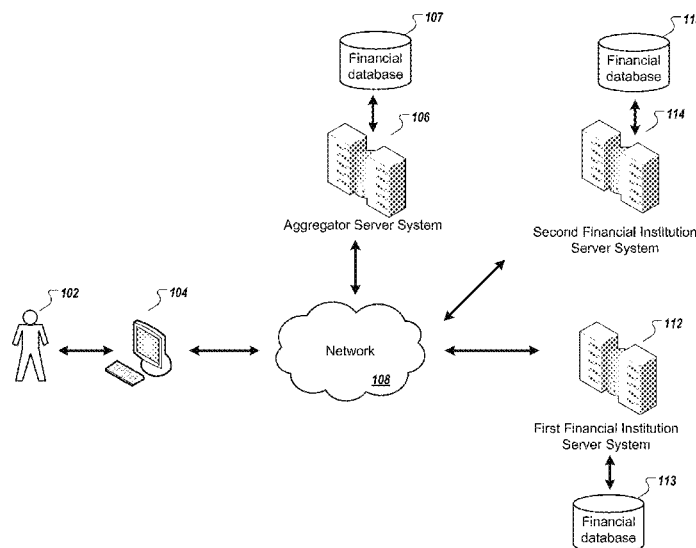 107
Financial
database
106
Aggregator Server System
11
Financial
database
114
Second Financial Institution
Server System
102
104
Network
108
112
First Financial Institution
Server System
113
Financial
database